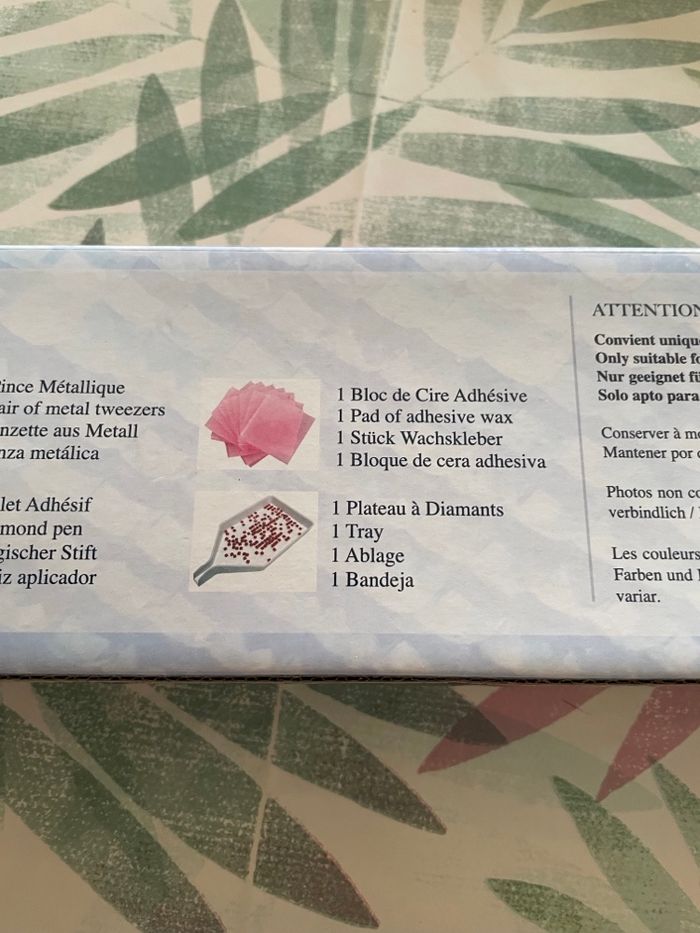 ince Métallique
air of metal tweezers
nzette aus Metall
nza metálica
let Adhésif
mond pen
gischer Stift
iz aplicador
1 Bloc de Cire Adhésive
1 Pad of adhesive wax
1 Stück Wachskleber
1 Bloque de cera adhesiva
1 Plateau à Diamants
1 Tray
1 Ablage
1 Bandeja
ATTENTION
Convient uniqu
Only suitable fo
Nur geeignet fü
Solo apto para
Conserver à m
Mantener por
Photos non co
verbindlich /
Les couleurs
Farben und
variar.